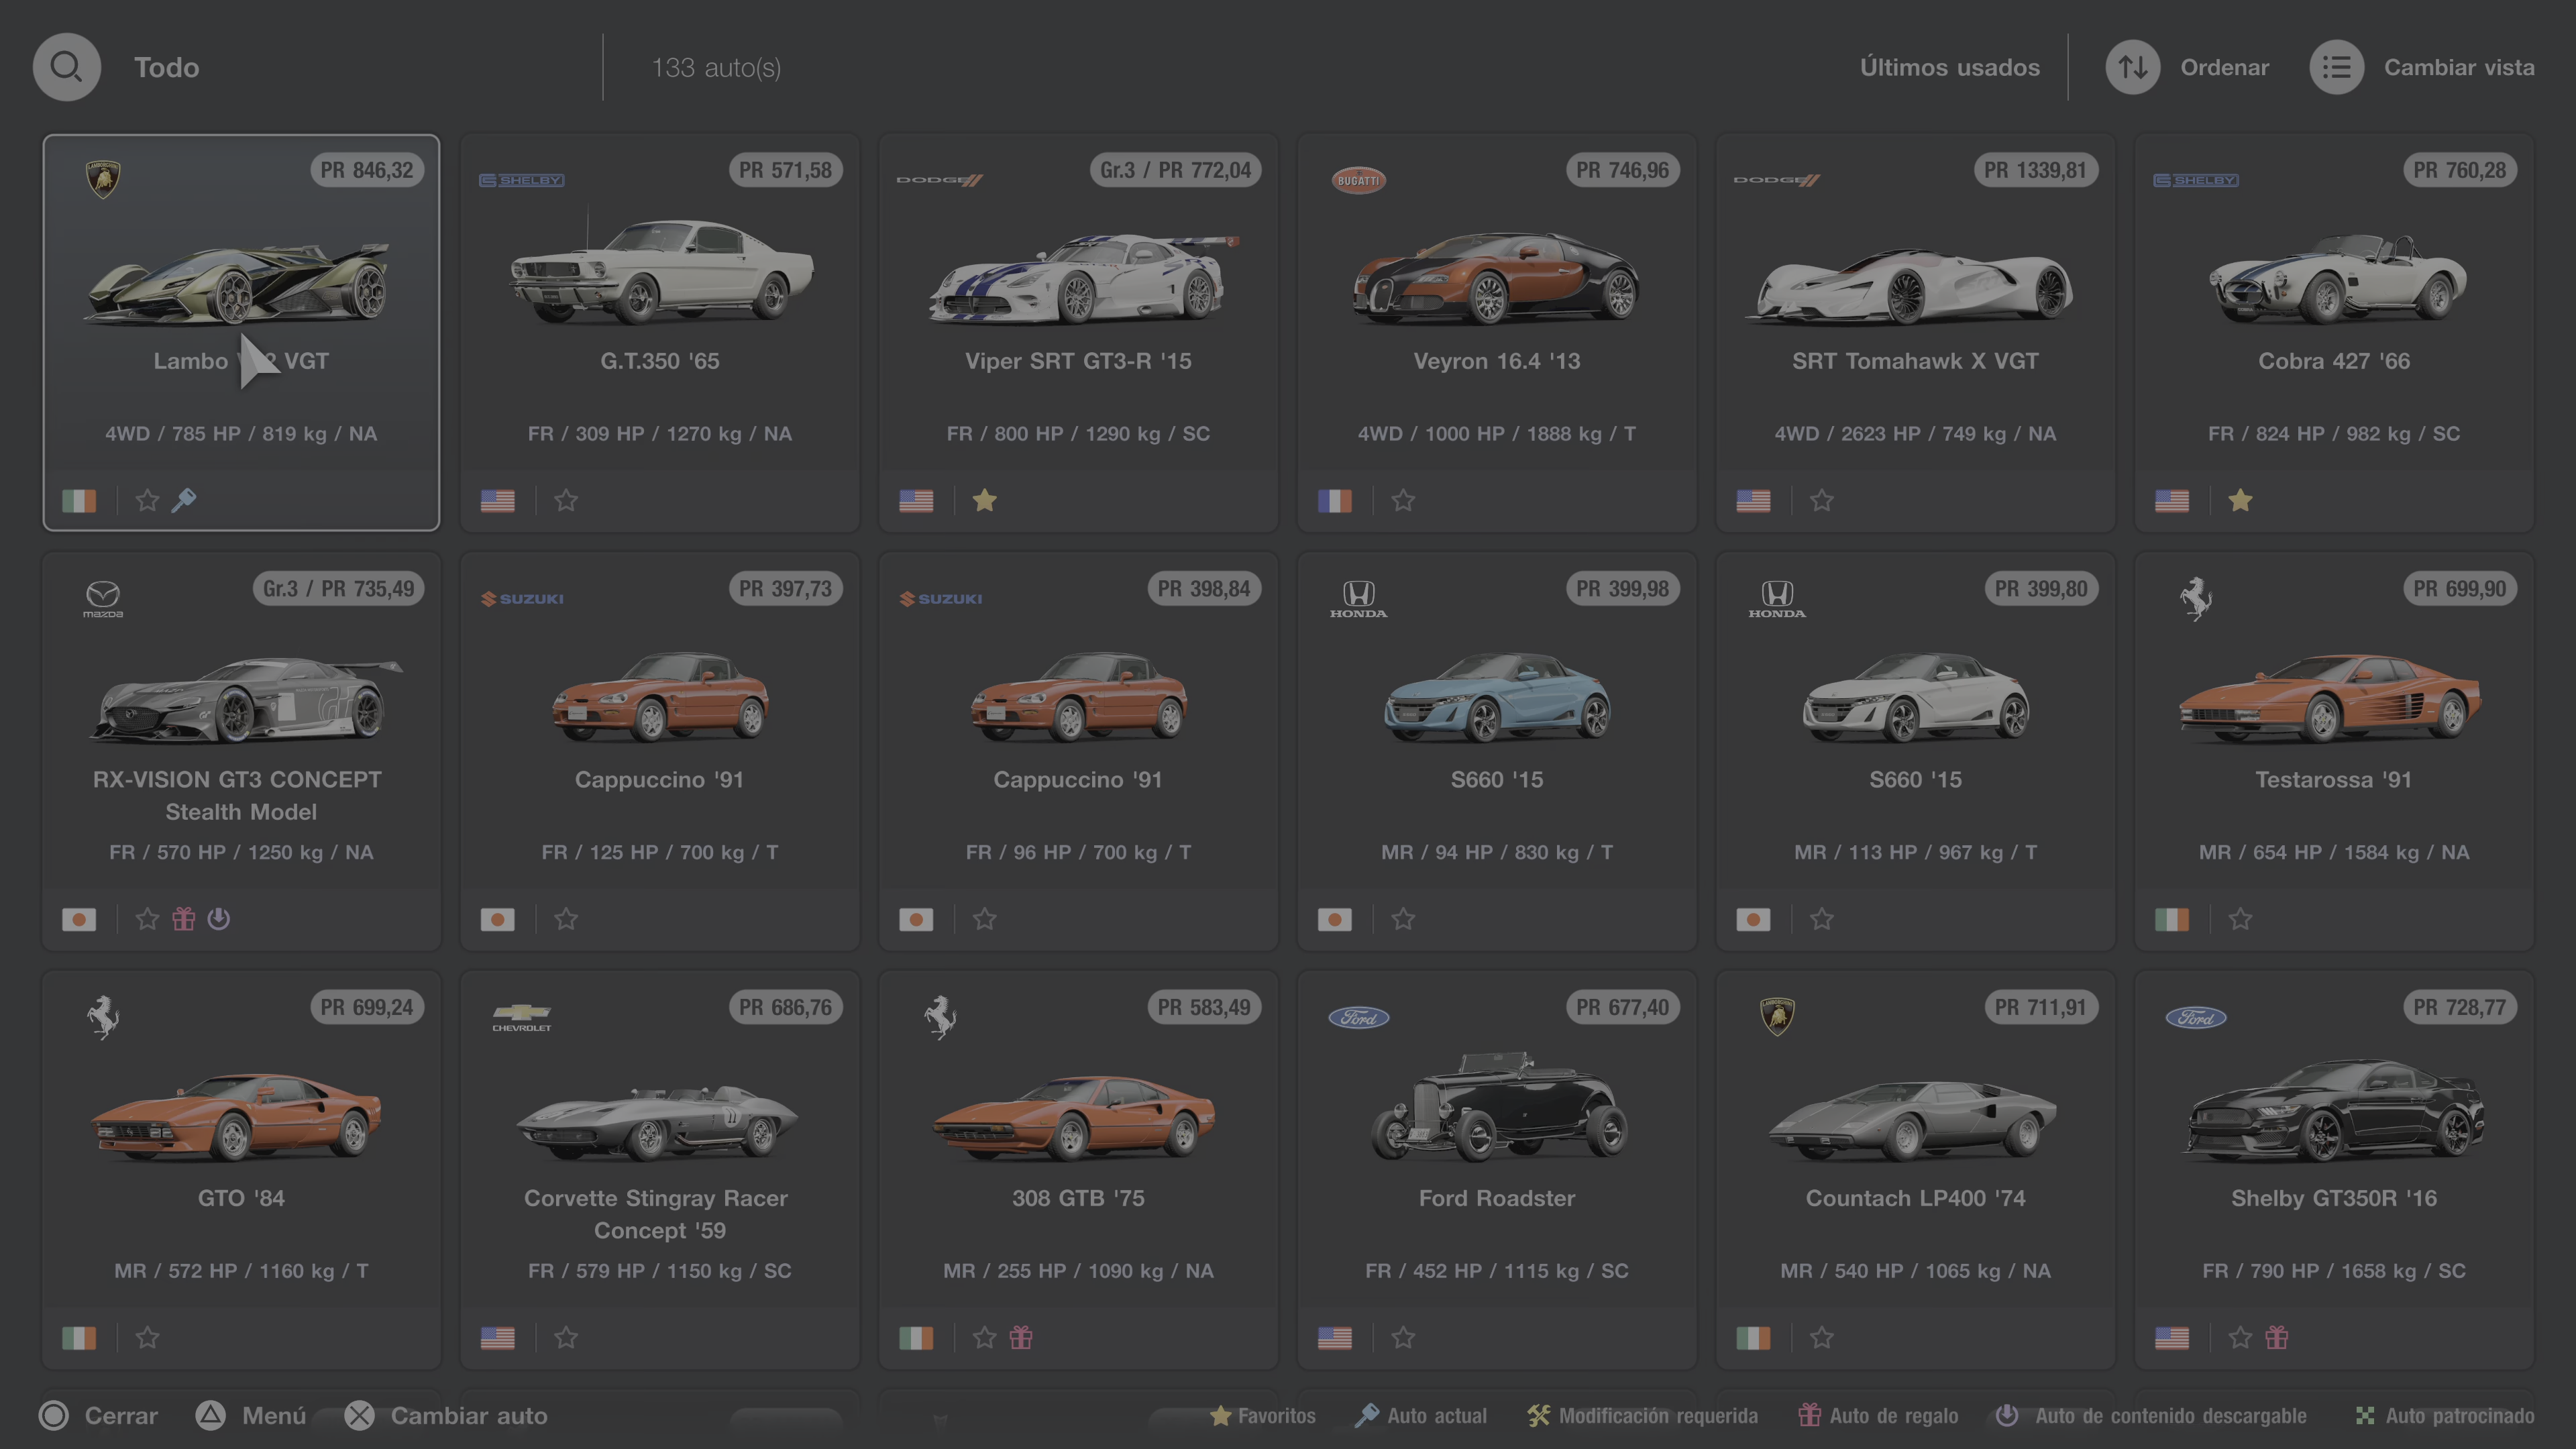 Todo
133 auto(s)
Últimos usados
Ordenar
Cambiar vista
PR 846,32
Lambo
VGT
4WD / 785 HP / 819 kg / NA
SHELBY
PR 571,58
G.T.350 '65
FR / 309 HP / 1270 kg / NA
DODGE
Gr.3 / PR 772,04
Viper SRT GT3-R '15
FR / 800 HP / 1290 kg / SC
BUGATTI
PR 746,96
Veyron 16.4 '13
4WD / 1000 HP / 1888 kg / T
DODGE
PR 1339,81
SRT Tomahawk X VGT
4WD / 2623 HP / 749 kg / NA
SHELBY
PR 760,28
Cobra 427 '66
FR / 824 HP / 982 kg / SC
mazda
Gr.3 / PR 735,49
RX-VISION GT3 CONCEPT
Stealth Model
FR / 570 HP / 1250 kg / NA
SUZUKI
PR 397,73
Cappuccino '91
FR / 125 HP / 700 kg / T
SUZUKI
PR 398,84
Cappuccino '91
FR / 96 HP / 700 kg / T
HONDA
PR 399,98
S660 '15
MR / 94 HP / 830 kg / T
HONDA
PR 399,80
S660 '15
MR / 113 HP / 967 kg / T
PR 699,90
Testarossa '91
MR / 654 HP / 1584 kg / NA
PR 699,24
GTO '84
MR / 572 HP / 1160 kg / T
CHEVROLET
PR 686,76
Corvette Stingray Racer
Concept '59
FR / 579 HP / 1150 kg / SC
PR 583,49
308 GTB '75
MR / 255 HP / 1090 kg / NA
Ford
PR 677,40
Ford Roadster
FR / 452 HP / 1115 kg / SC
PR 711,91
Countach LP400 '74
MR / 540 HP / 1065 kg / NA
Ford
PR 728,77
Shelby GT350R '16
FR / 790 HP / 1658 kg / SC
Cerrar
Menú
Cambiar auto
Favoritos
Auto actual
Modificación requerida
Auto de regalo
Auto de contenido descargable
Auto patrocinado